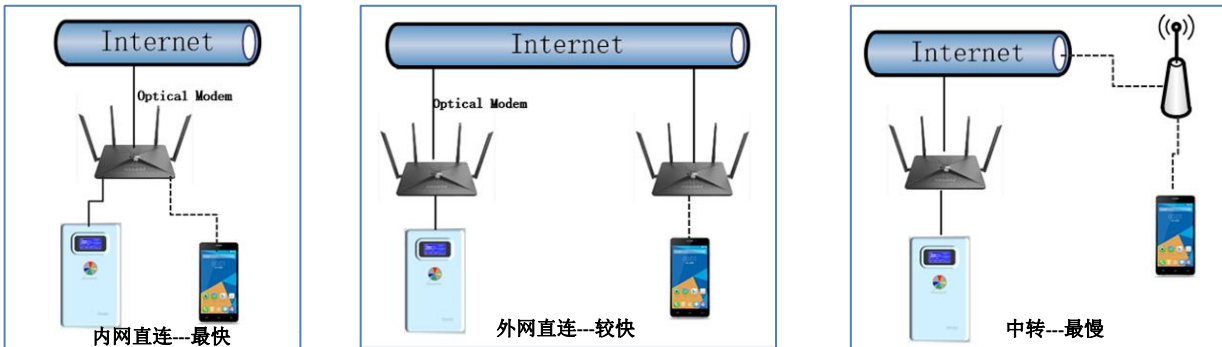 Internet
Optical Modem
内网直连---最快
Internet
Optical Modem
外网直连---较快
Internet
中转---最慢